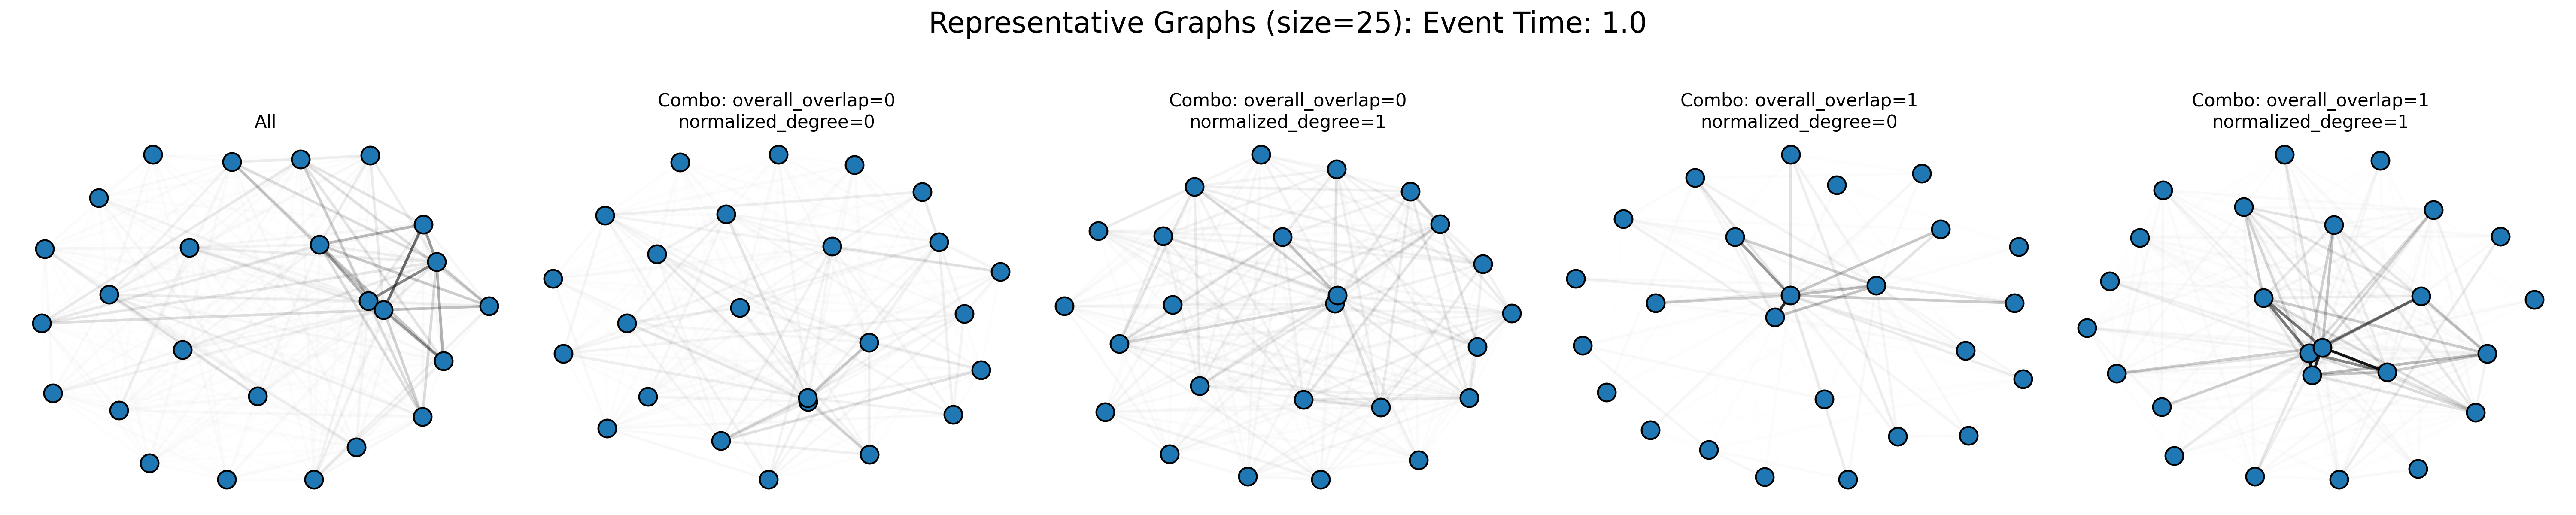 Representative Graphs (size=25): Event Time: 1.0
All
Combo: overall_overlap=0
normalized_degree=0
Combo: overall_overlap=0
normalized_degree=1
Combo: overall_overlap=1
normalized_degree=0
Combo: overall_overlap=1
normalized_degree=1